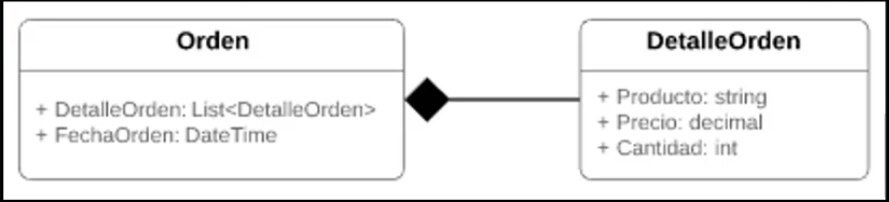 Orden
+ DetalleOrden: List<DetalleOrden>
+ FechaOrden: DateTime
DetalleOrden
+ Producto: string
+ Precio: decimal
+ Cantidad: int